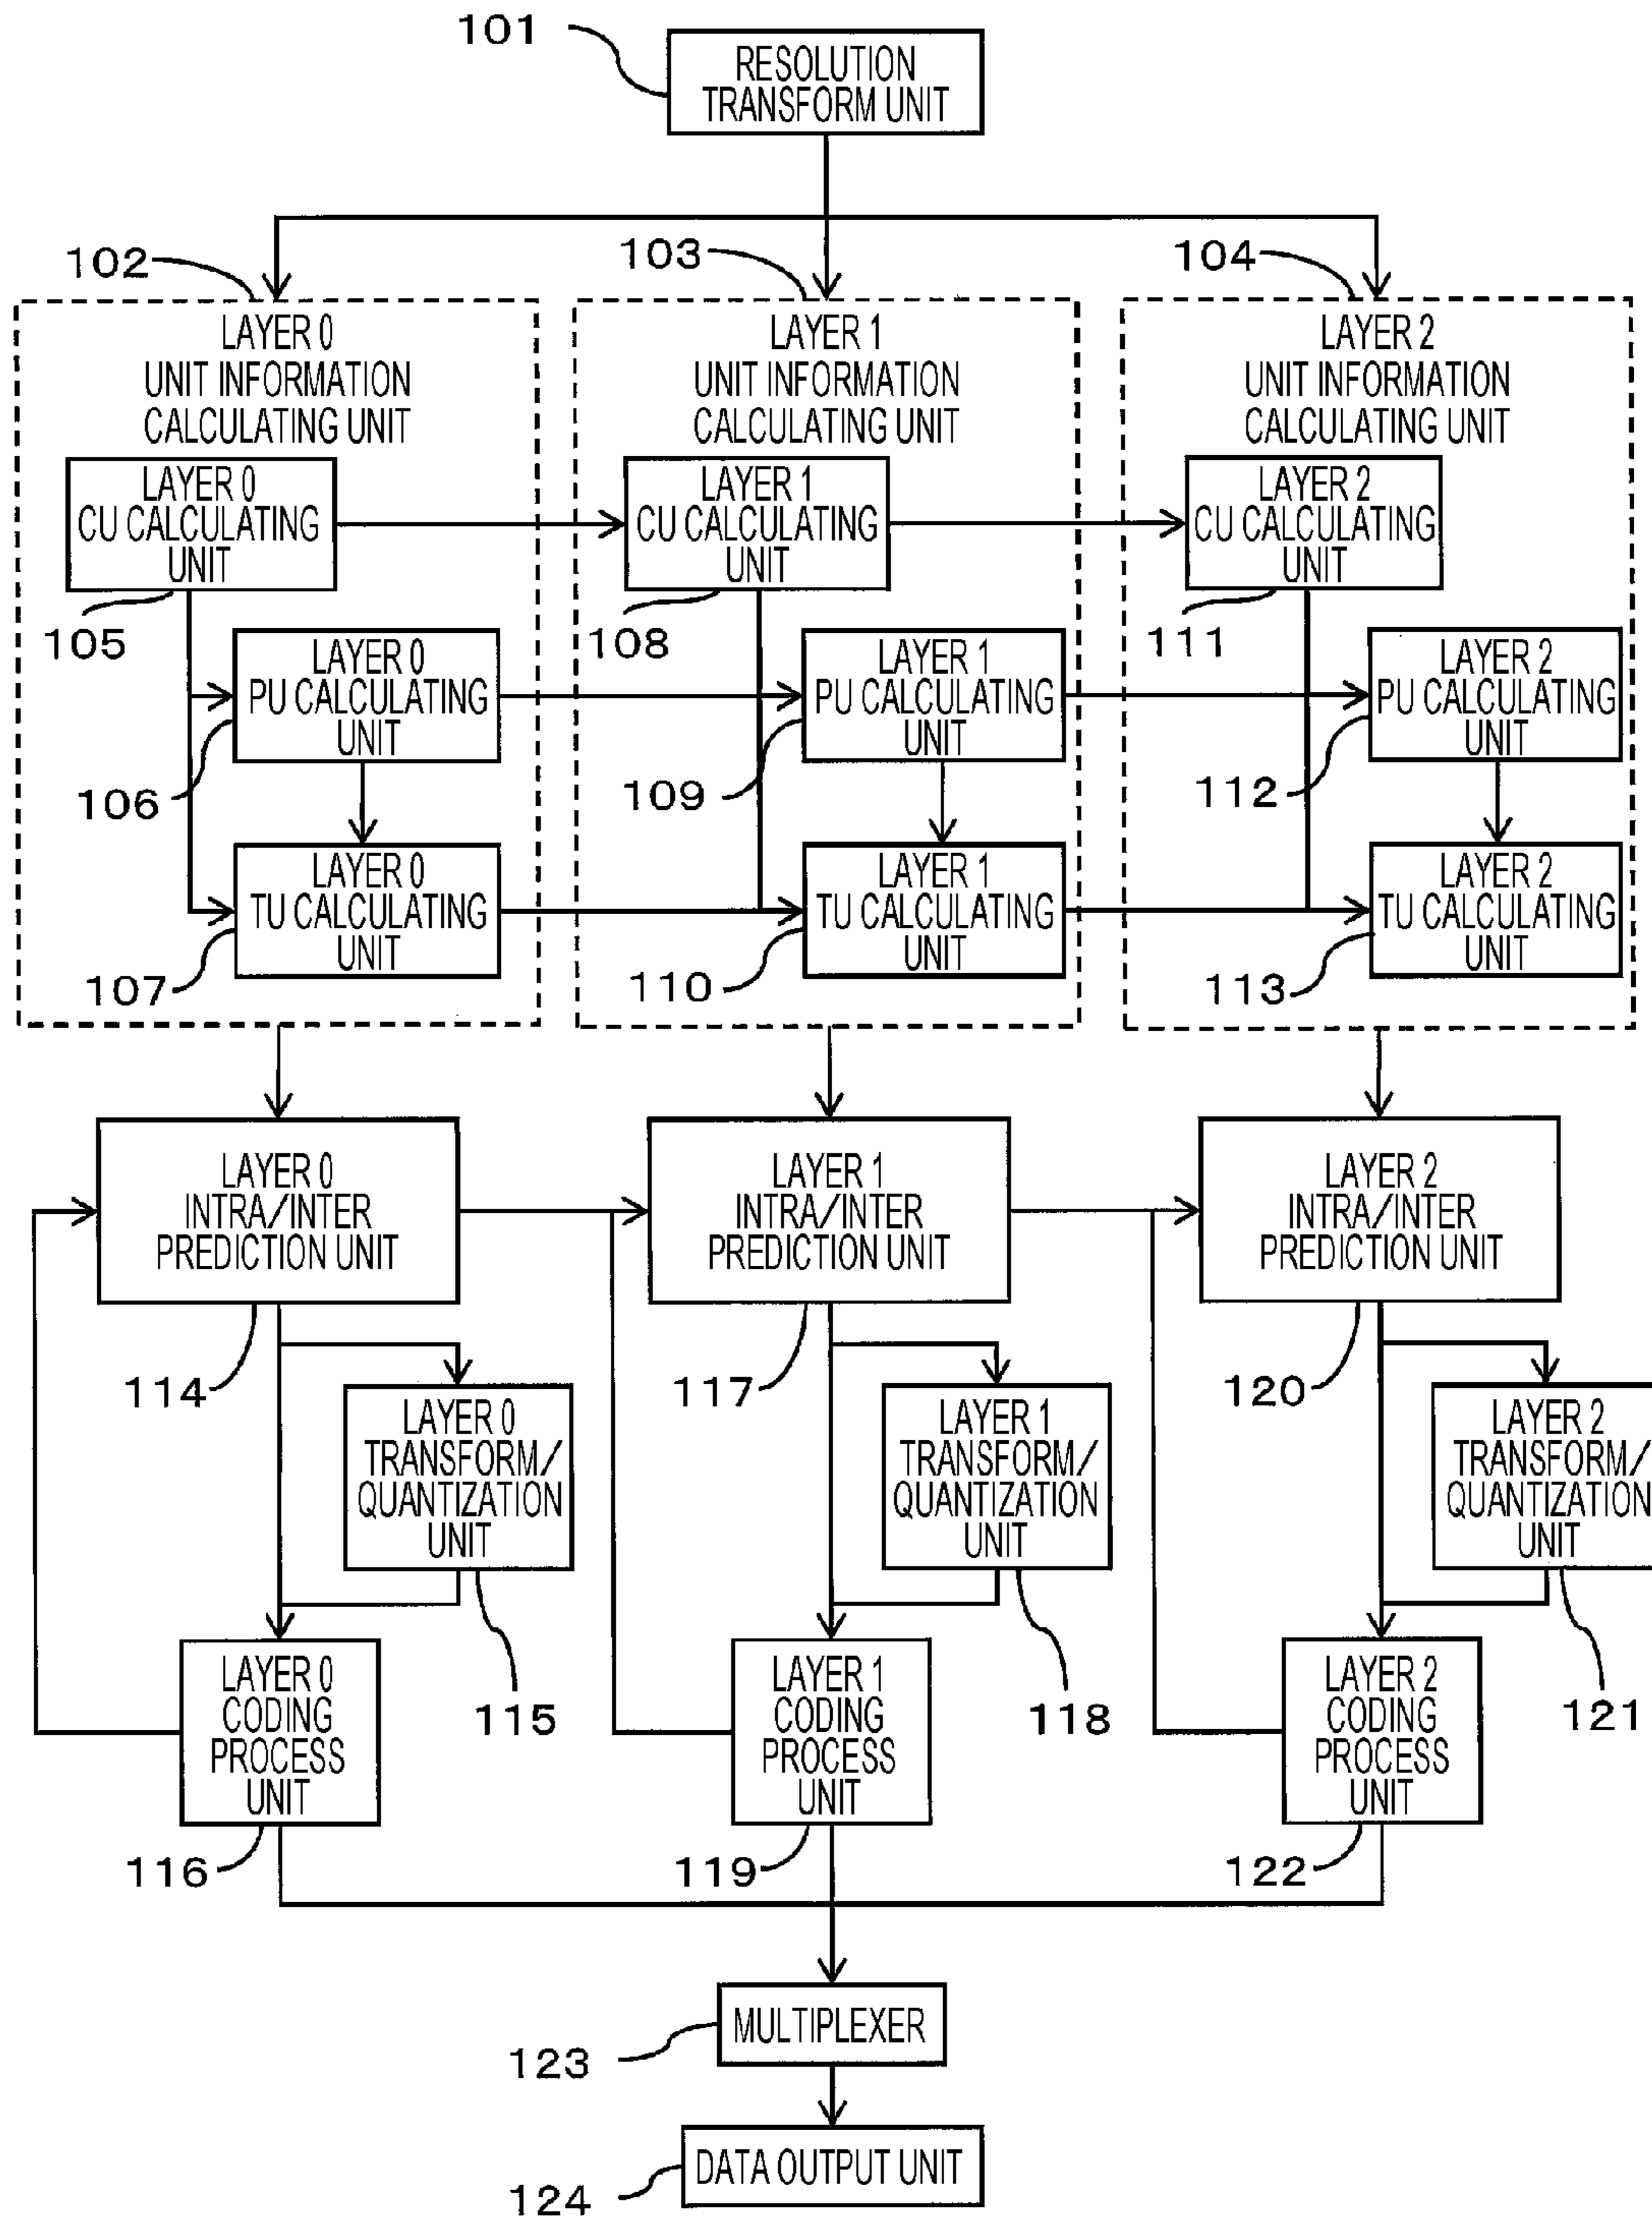 101
RESOLUTION
TRANSFORM UNIT
102
103
104
LAYER 0
UNIT INFORMATION
CALCULATING UNIT
LAYER 1
UNIT INFORMATION
CALCULATING UNIT
LAYER 2
UNIT INFORMATION
CALCULATING UNIT
LAYER 0
CU CALCULATING
UNIT
LAYER 1
CU CALCULATING
UNIT
LAYER 2
CU CALCULATING
UNIT
105
108
111
LAYER 0
PU CALCULATING
UNIT
LAYER 1
PU CALCULATING
UNIT
LAYER 2
PU CALCULATING
UNIT
106
109
112
LAYER 0
TU CALCULATING
UNIT
LAYER 1
TU CALCULATING
UNIT
LAYER 2
TU CALCULATING
UNIT
107
110
113
LAYER 0
INTRA/INTER
PREDICTION UNIT
LAYER 1
INTRA/INTER
PREDICTION UNIT
LAYER 2
INTRA/INTER
PREDICTION UNIT
114
117
120
LAYER 0
TRANSFORM/
QUANTIZATION
UNIT
LAYER 1
TRANSFORM/
QUANTIZATION
UNIT
LAYER 2
TRANSFORM/
QUANTIZATION
UNIT
LAYER 0
CODING
PROCESS
UNIT
115
LAYER 1
CODING
PROCESS
UNIT
118
LAYER 2
CODING
PROCESS
UNIT
121
116
119
122
MULTIPLEXER
123
DATA OUTPUT UNIT
124